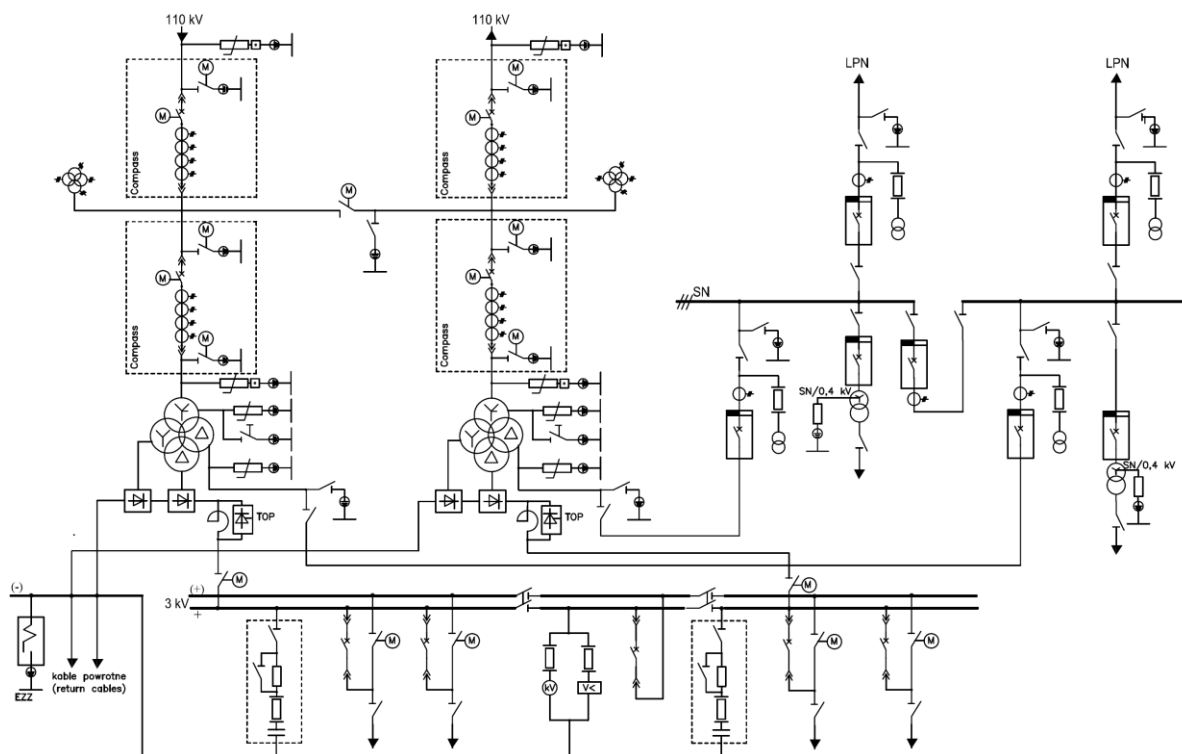 110 kV
110 kV
M
M
LPN
LPN
M
M
Compass
Compass
M
M
M
M
M
SN
Compass
Compass
M
M
SN/0,4 kV
SN/0,4 kV
TOP
TOP
M
M
(-)
(+)
3 kV
+
M
M
M
M
kable powrotne
(return cables)
EZZ
kV
V<